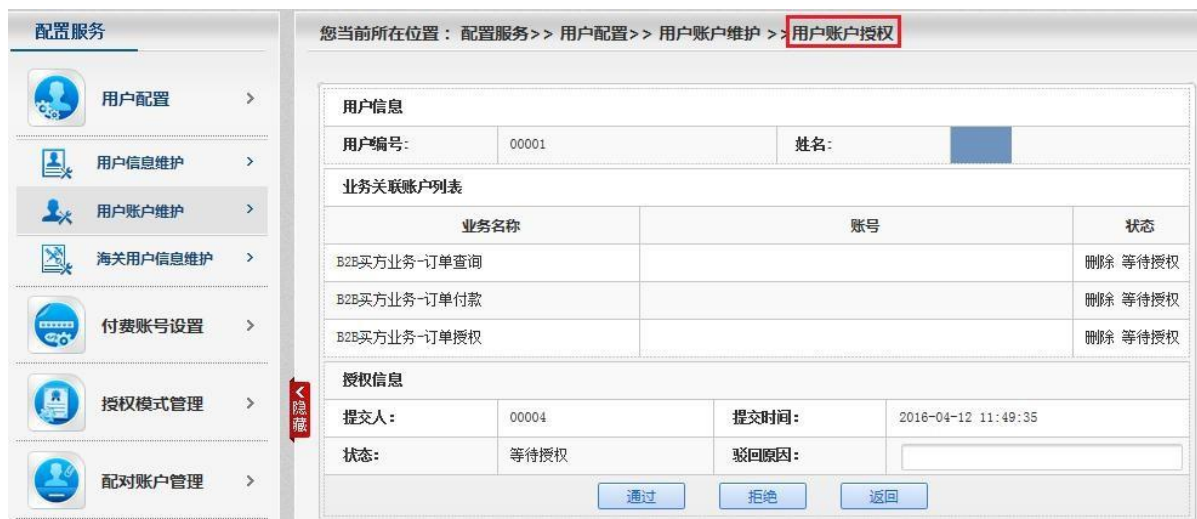 配置服务
您当前所在位置： 配置服务>> 用户配置>> 用户账户维护 >>用户账户授权
用户配置 >
用户信息维护 >
用户账户维护 >
海关用户信息维护 >
付费账号设置 >
授权模式管理 >
配对账户管理 >
隐藏
用户信息
用户编号： 00001 姓名：
业务关联账户列表
业务名称 账号 状态
B2B买方业务-订单查询 删除 等待授权
B2B买方业务-订单付款 删除 等待授权
B2B买方业务-订单授权 删除 等待授权
授权信息
提交人： 00004 提交时间： 2016-04-12 11:49:35
状态： 等待授权 驳回原因：
通过 拒绝 返回